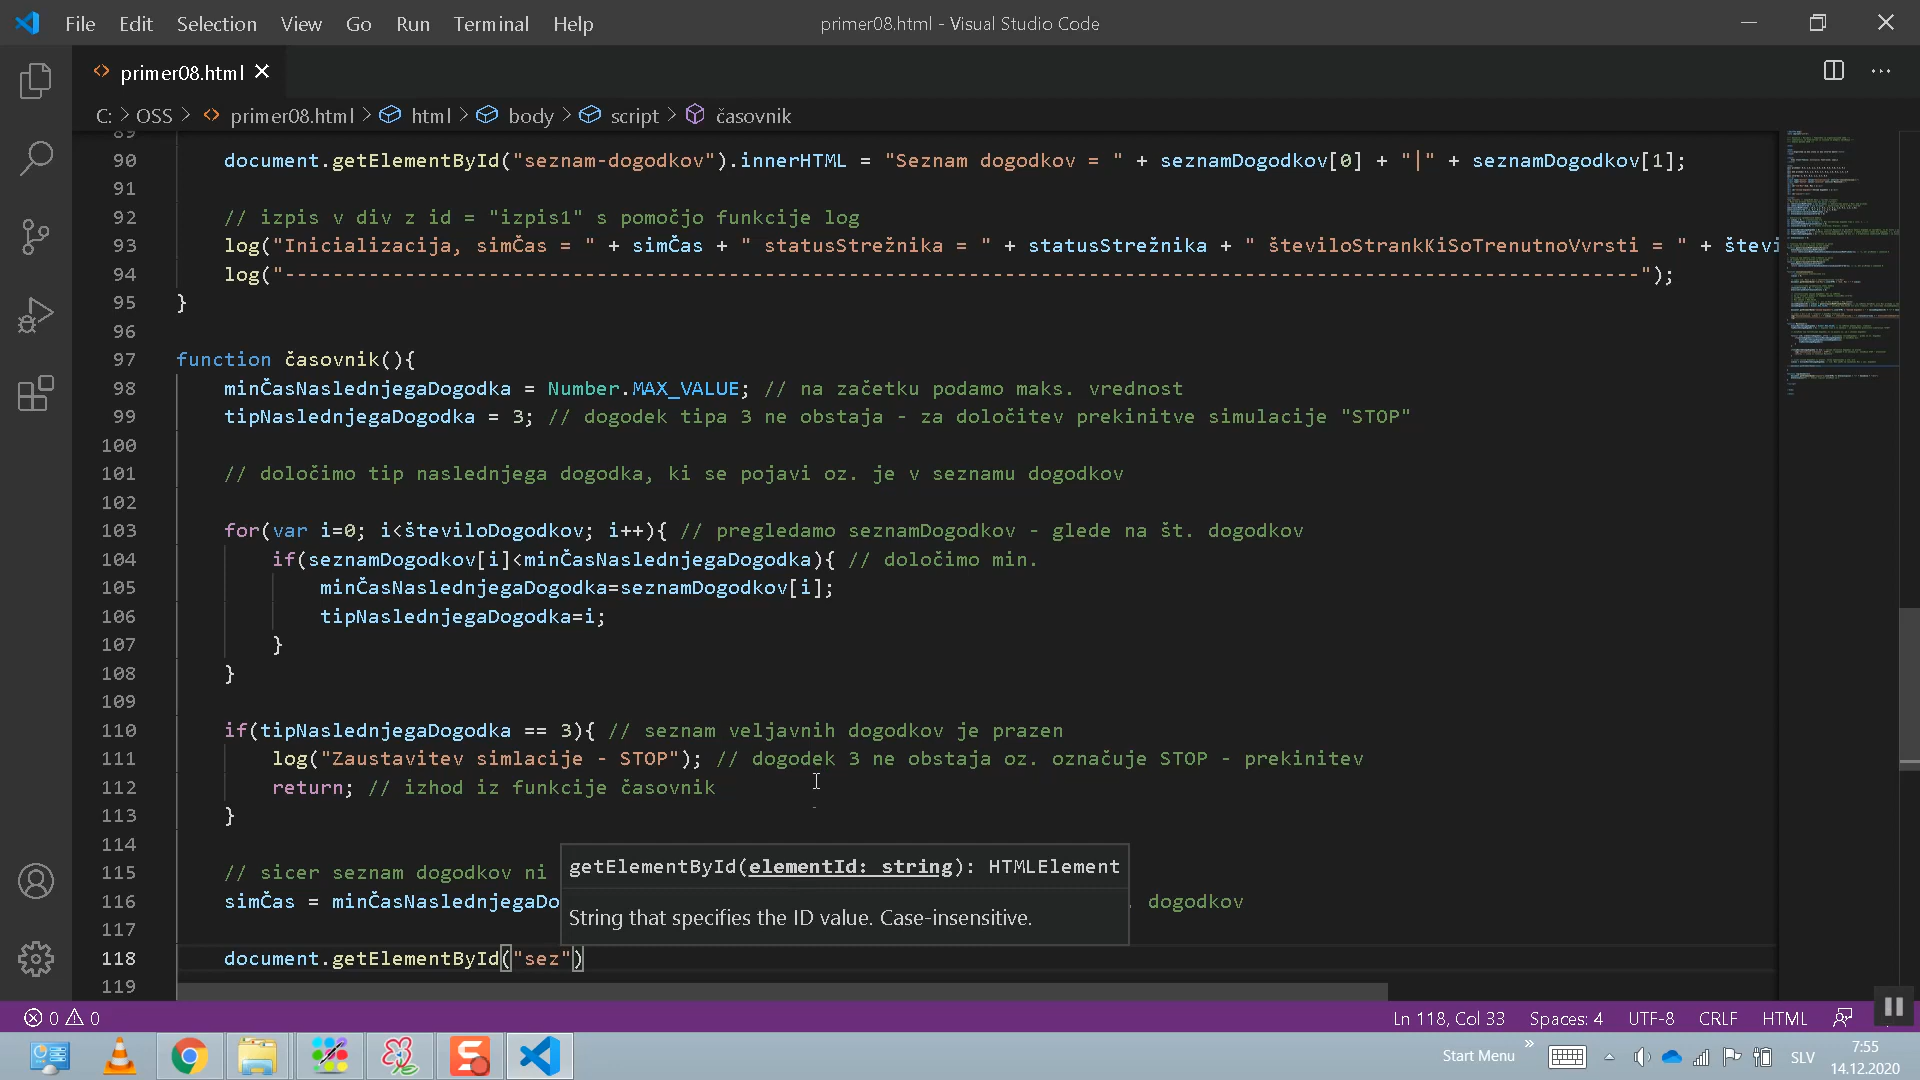 File Edit Selection View Go Run Terminal Help
primer08.html - Visual Studio Code
primer08.html
C: > OSS > primer08.html > html > body > script > časovnik
89
90 document.getElementById("seznam-dogodkov").innerHTML = "Seznam dogodkov = " + seznamDogodkov[0] + "|" + seznamDogodkov[1];
91
92 // izpis v div z id = "izpis1" s pomočjo funkcije log
93 log("Inicializacija, simČas = " + simČas + " statusStrežnika = " + statusStrežnika + " številoStrankKiSoTrenutnoVvrsti = " + števi
94 log("-----------------------------------------------------------------------------------------------------------------");
95 }
96
97 function časovnik(){
98 minČasNaslednjegaDogodka = Number.MAX_VALUE; // na začetku podamo maks. vrednost
99 tipNaslednjegaDogodka = 3; // dogodek tipa 3 ne obstaja - za določitev prekinitve simulacije "STOP"
100
101 // določimo tip naslednjega dogodka, ki se pojavi oz. je v seznamu dogodkov
102
103 for(var i=0; i<številoDogodkov; i++){ // pregledamo seznamDogodkov - glede na št. dogodkov
104 if(seznamDogodkov[i]<minČasNaslednjegaDogodka){ // določimo min.
105 minČasNaslednjegaDogodka=seznamDogodkov[i];
106 tipNaslednjegaDogodka=i;
107 }
108 }
109
110 if(tipNaslednjegaDogodka == 3){ // seznam veljavnih dogodkov je prazen
111 log("Zaustavitev simlacije - STOP"); // dogodek 3 ne obstaja oz. označuje STOP - prekinitev
112 return; // izhod iz funkcije časovnik
113 }
114
getElementById(elementId: string): HTMLElement
115 // sicer seznam dogodkov ni
116 simČas = minČasNaslednjegaDo dogodkov
String that specifies the ID value. Case-insensitive.
117
118 document.getElementById("sez")
119
0 0
Ln 118, Col 33 Spaces: 4 UTF-8 CRLF HTML
Start Menu » SLV
7:55
14.12.2020